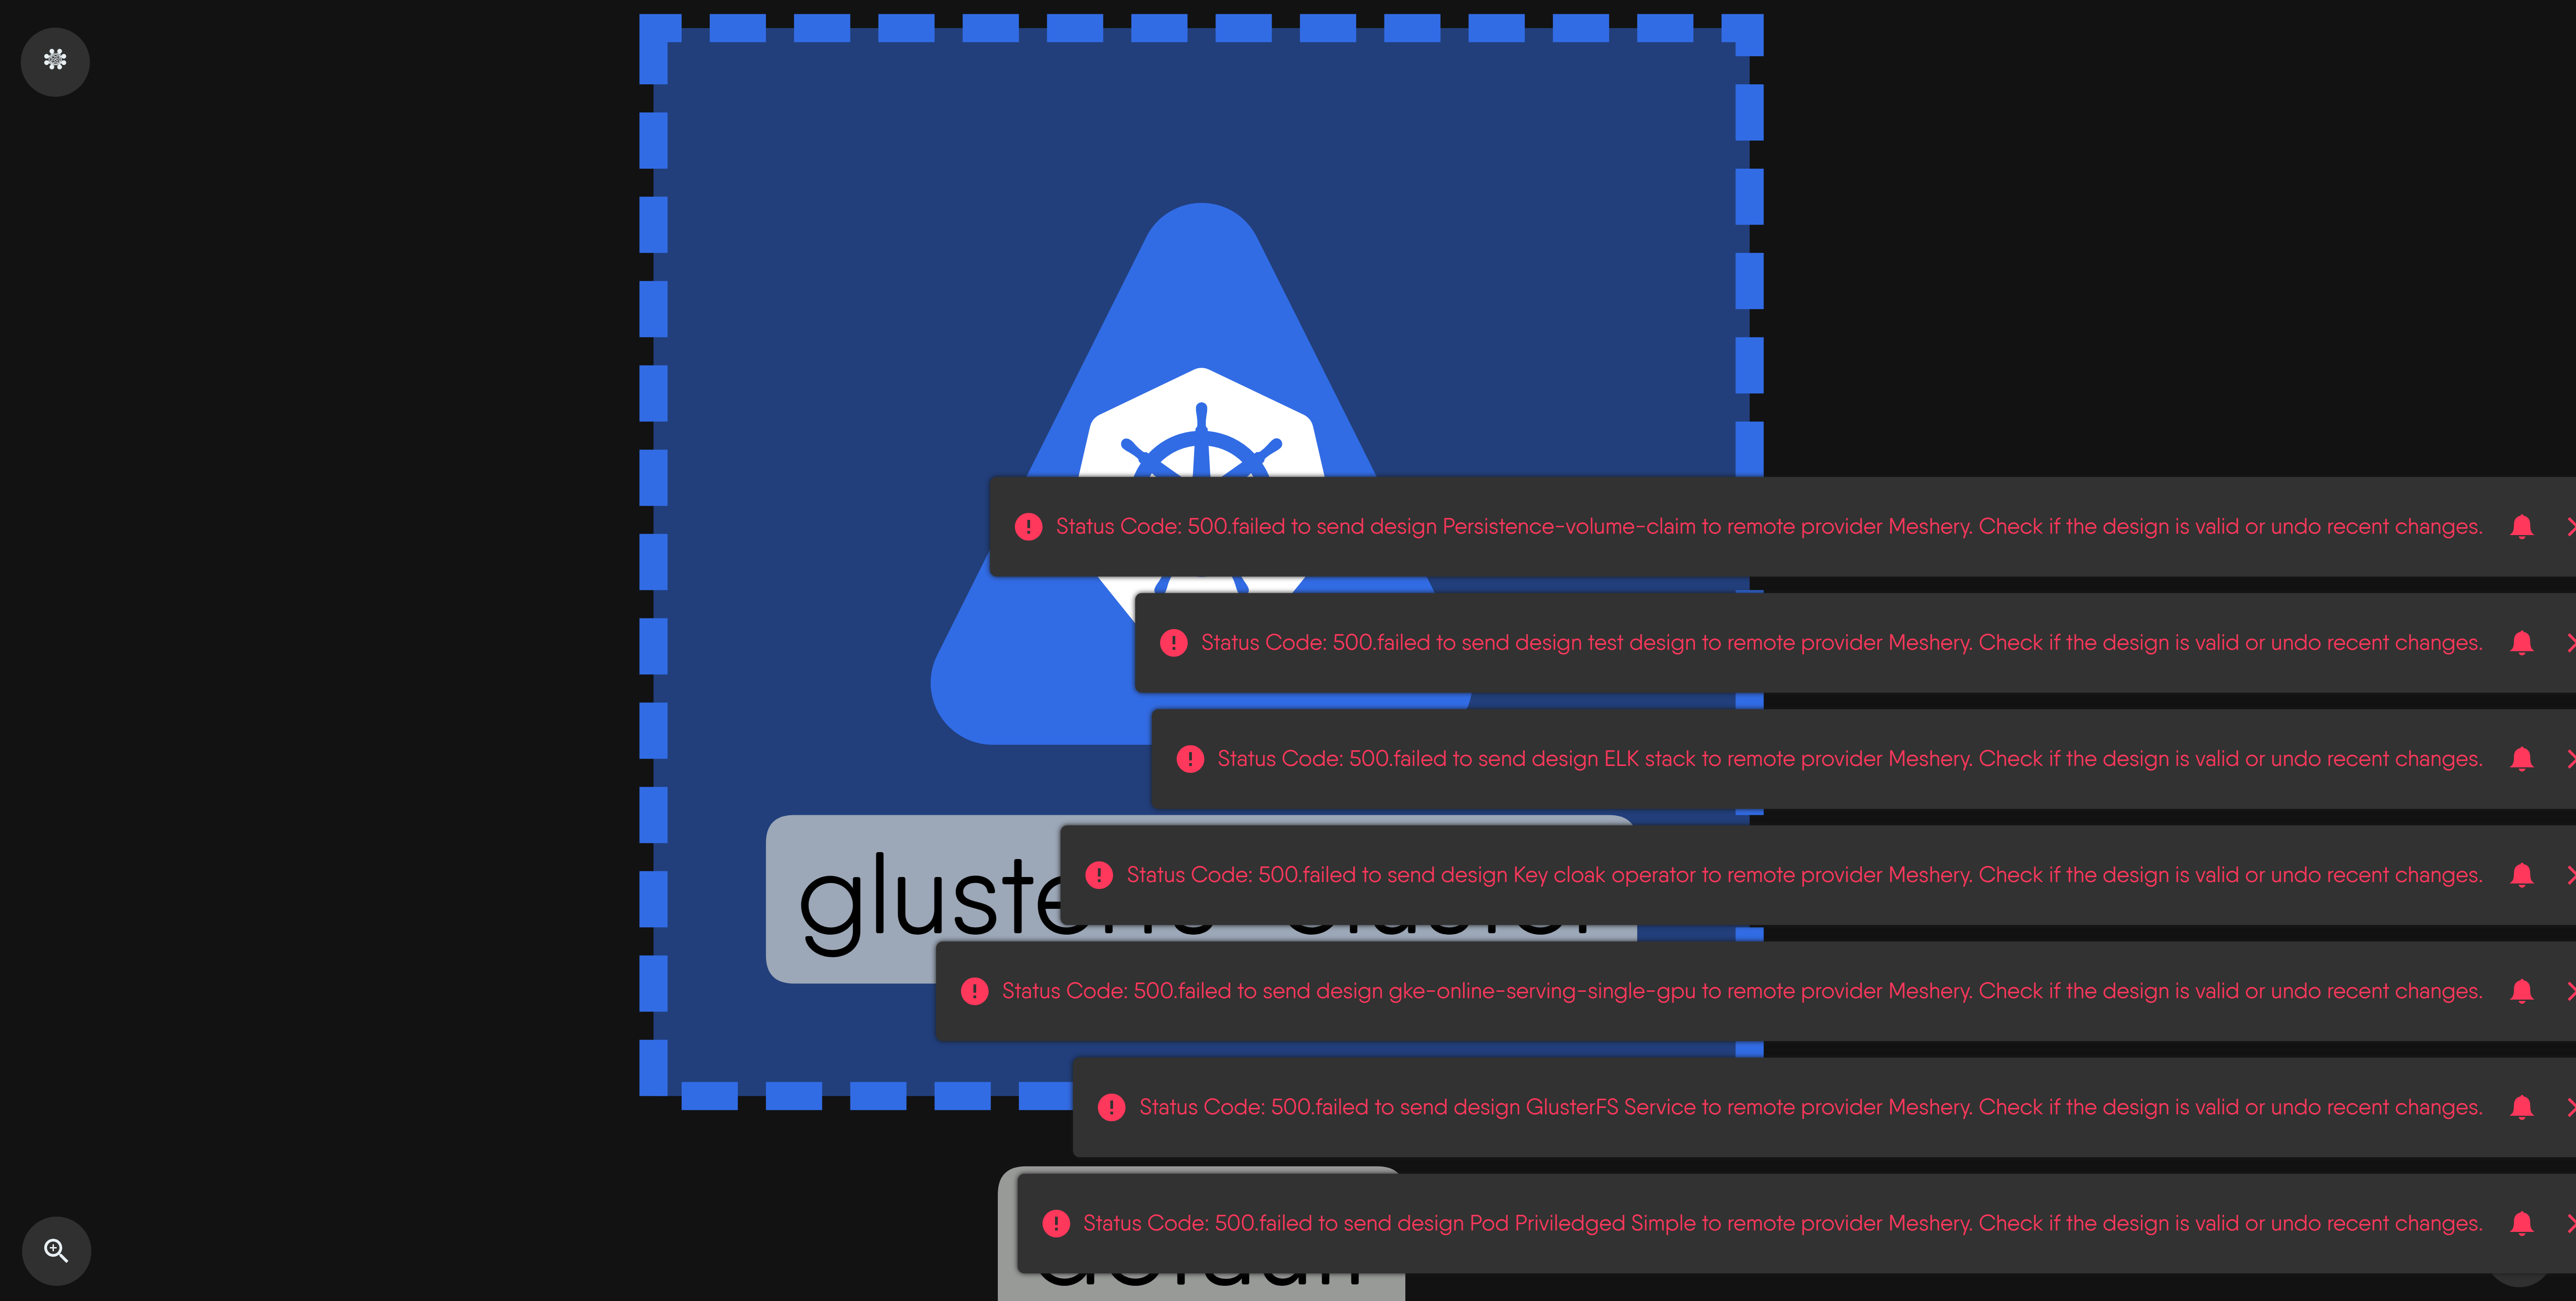 Status Code: 500.failed to send design Persistence-volume-claim to remote provider Meshery. Check if the design is valid or undo recent changes.
Status Code: 500.failed to send design test design to remote provider Meshery. Check if the design is valid or undo recent changes.
Status Code: 500.failed to send design ELK stack to remote provider Meshery. Check if the design is valid or undo recent changes.
Status Code: 500.failed to send design Key cloak operator to remote provider Meshery. Check if the design is valid or undo recent changes.
Status Code: 500.failed to send design gke-online-serving-single-gpu to remote provider Meshery. Check if the design is valid or undo recent changes.
Status Code: 500.failed to send design GlusterFS Service to remote provider Meshery. Check if the design is valid or undo recent changes.
Status Code: 500.failed to send design Pod Priviledged Simple to remote provider Meshery. Check if the design is valid or undo recent changes.